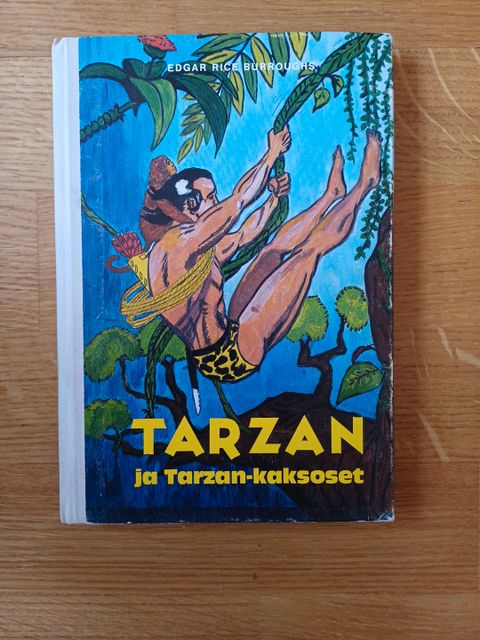 EDGAR RICE BURROUGHS
TARZAN
ja Tarzan-kaksoset